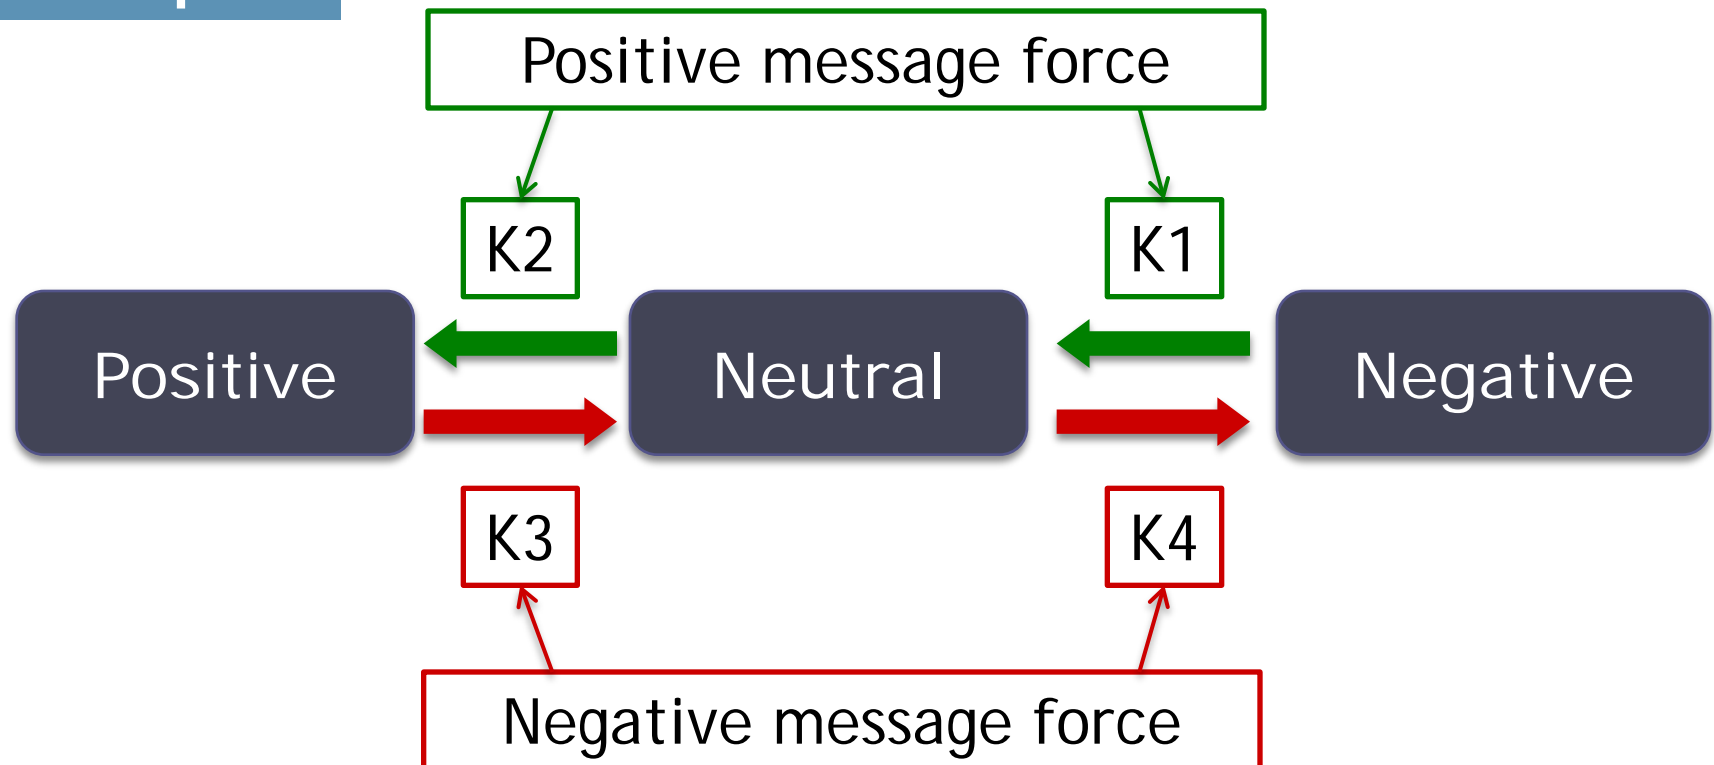 Positive message force
K2
K1
Positive
Neutral
Negative
K3
K4
Negative message force